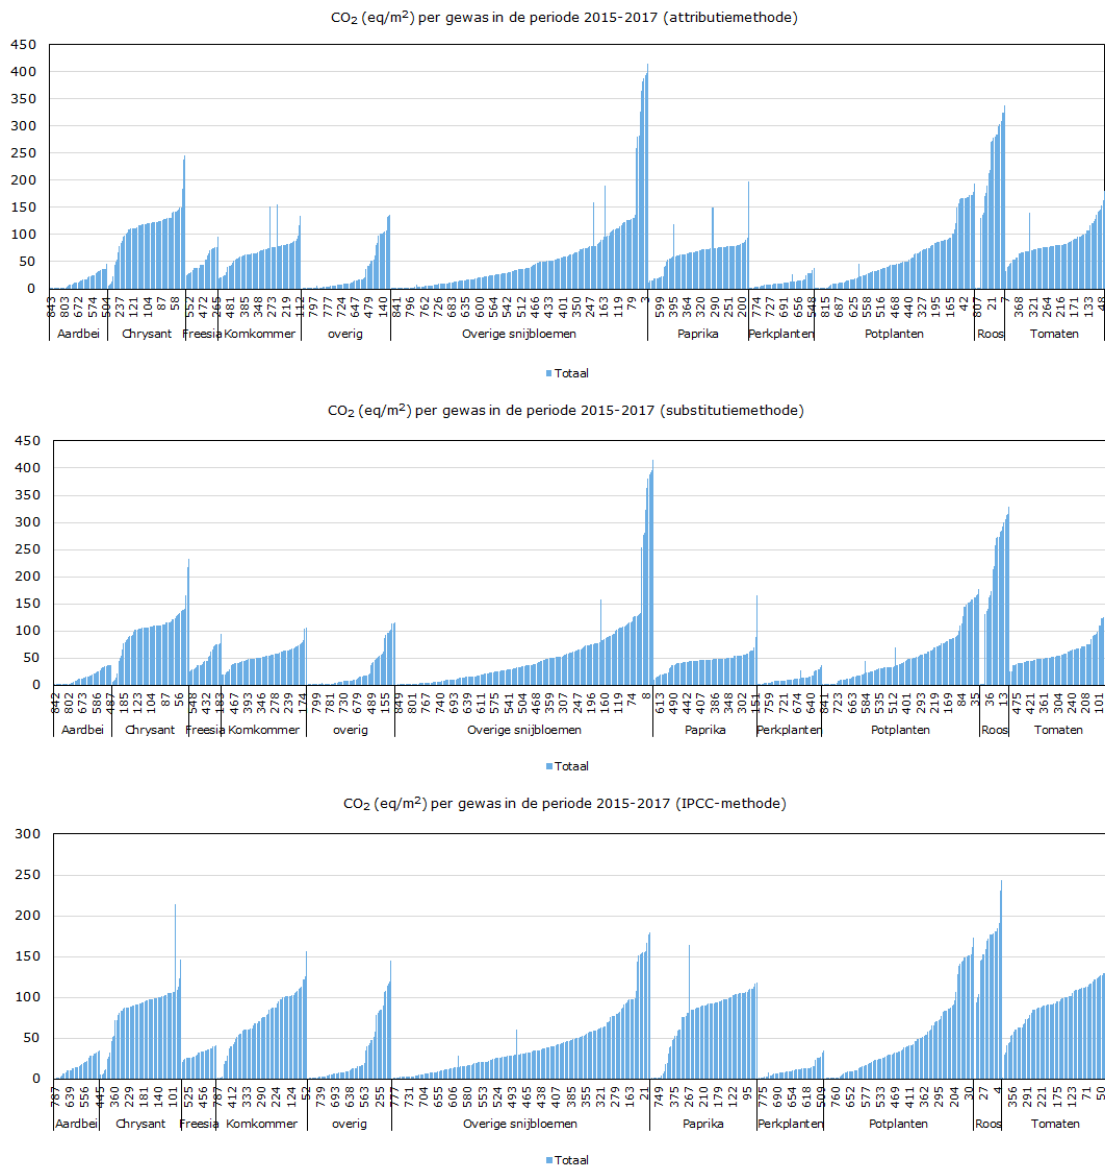 CO₂ (eq/m²) per gewas in de periode 2015-2017 (attributiemethode)
450
400
350
300
250
200
150
100
50
0
843 803 672 574 504 237 121 104 87 58 552 472 265 481 385 348 273 219 112 797 777 724 647 479 140 841 762 726 683 635 600 564 542 512 466 433 401 350 247 163 119 79 3 599 395 364 320 290 251 200 774 727 691 656 548 815 687 625 558 516 468 440 327 195 165 42 807 21 7 368 321 264 216 171 133 48
Aardbei Chrysant Freesia Komkommer overig Overige snijbloemen Paprika Perkplanten Potplanten Roos Tomaten
Totaal
CO₂ (eq/m²) per gewas in de periode 2015-2017 (substitutiemethode)
450
400
350
300
250
200
150
100
50
0
842 802 673 586 487 185 123 104 87 56 548 432 183 467 393 346 278 239 174 799 781 730 679 489 155 849 801 767 740 693 639 611 575 541 504 468 359 307 247 196 160 119 74 8 613 490 442 407 386 348 302 151 756 721 674 640 841 723 663 584 535 512 401 293 219 169 84 35 36 13 475 421 361 304 240 208 101
Aardbei Chrysant Freesia Komkommer overig Overige snijbloemen Paprika Perkplanten Potplanten Roos Tomaten
Totaal
CO₂ (eq/m²) per gewas in de periode 2015-2017 (IPCC-methode)
300
250
200
150
100
50
0
787 639 556 445 360 229 181 140 101 525 456 787 412 333 290 224 124 52 739 693 638 563 255 777 731 704 655 606 566 553 524 493 438 407 385 355 321 279 163 21 749 375 267 210 179 122 95 775 690 654 618 509 760 652 577 533 469 411 362 295 204 30 27 4 356 291 221 175 123 71 50
Aardbei Chrysant Freesia Komkommer overig Overige snijbloemen Paprika Perkplanten Potplanten Roos Tomaten
Totaal